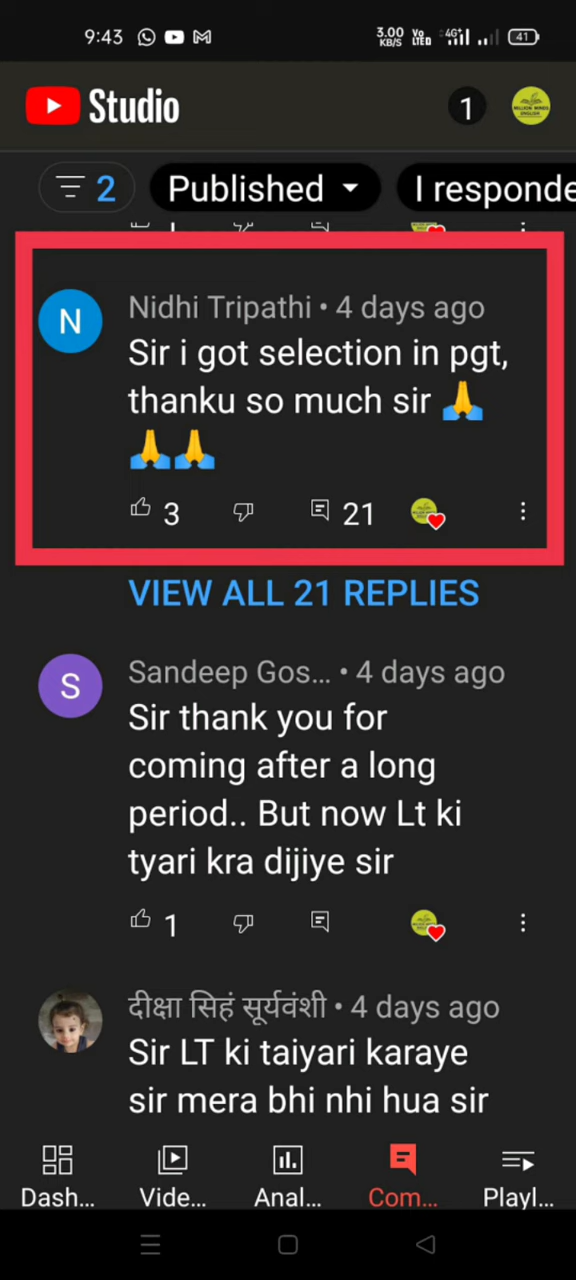 9:43 3.00 KB/S Vo LTED 4G+ 41
Studio 1
2 Published I responde
N Nidhi Tripathi • 4 days ago
Sir i got selection in pgt,
thanku so much sir 🙏
🙏🙏
3 21
VIEW ALL 21 REPLIES
S Sandeep Gos... • 4 days ago
Sir thank you for
coming after a long
period.. But now Lt ki
tyari kra dijiye sir
1
दीक्षा सिहं सूर्यवंशी • 4 days ago
Sir LT ki taiyari karaye
sir mera bhi nhi hua sir
Dash... Vide... Anal... Com... Playl...